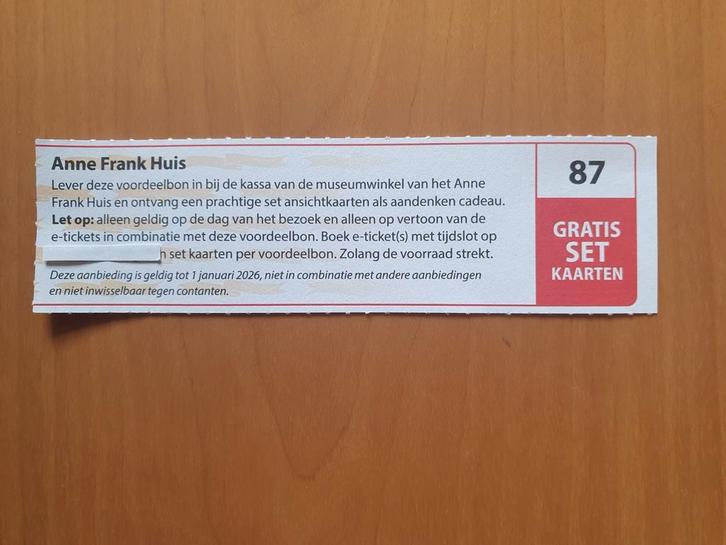 Anne Frank Huis
Lever deze voordeelbon in bij de kassa van de museumwinkel van het Anne
Frank Huis en ontvang een prachtige set ansichtkaarten als aandenken cadeau.
Let op: alleen geldig op de dag van het bezoek en alleen op vertoon van de
e-tickets in combinatie met deze voordeelbon. Boek e-ticket(s) met tijdslot op
set kaarten per voordeelbon. Zolang de voorraad strekt.
Deze aanbieding is geldig tot 1 januari 2026, niet in combinatie met andere aanbiedingen
en niet inwisselbaar tegen contanten.
87
GRATIS
SET
KAARTEN